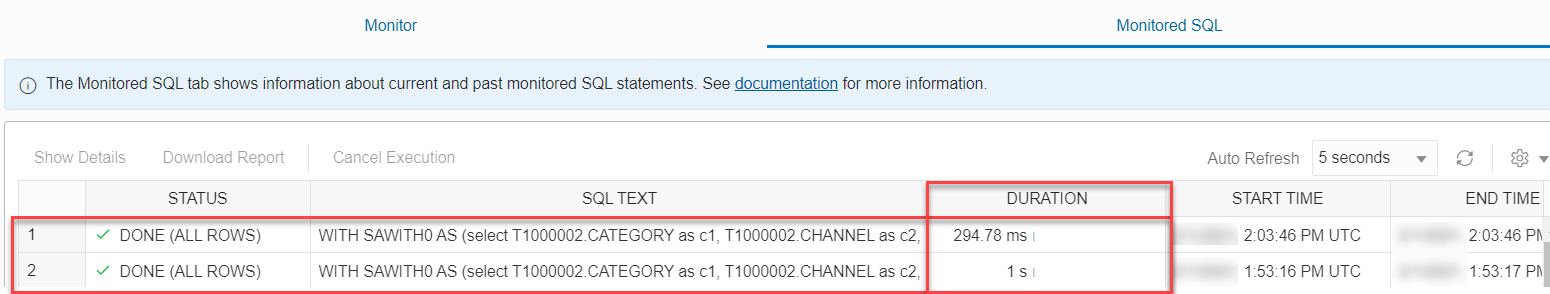 Monitor Monitored SQL
The Monitored SQL tab shows information about current and past monitored SQL statements. See documentation for more information.
Show Details Download Report Cancel Execution Auto Refresh 5 seconds
STATUS SQL TEXT DURATION START TIME END TIME
1 DONE (ALL ROWS) WITH SAWITH0 AS (select T1000002.CATEGORY as c1, T1000002.CHANNEL as c2, 294.78 ms 2:03:46 PM UTC 2:03:46 PM
2 DONE (ALL ROWS) WITH SAWITH0 AS (select T1000002.CATEGORY as c1, T1000002.CHANNEL as c2, 1 s 1:53:16 PM UTC 1:53:17 PM